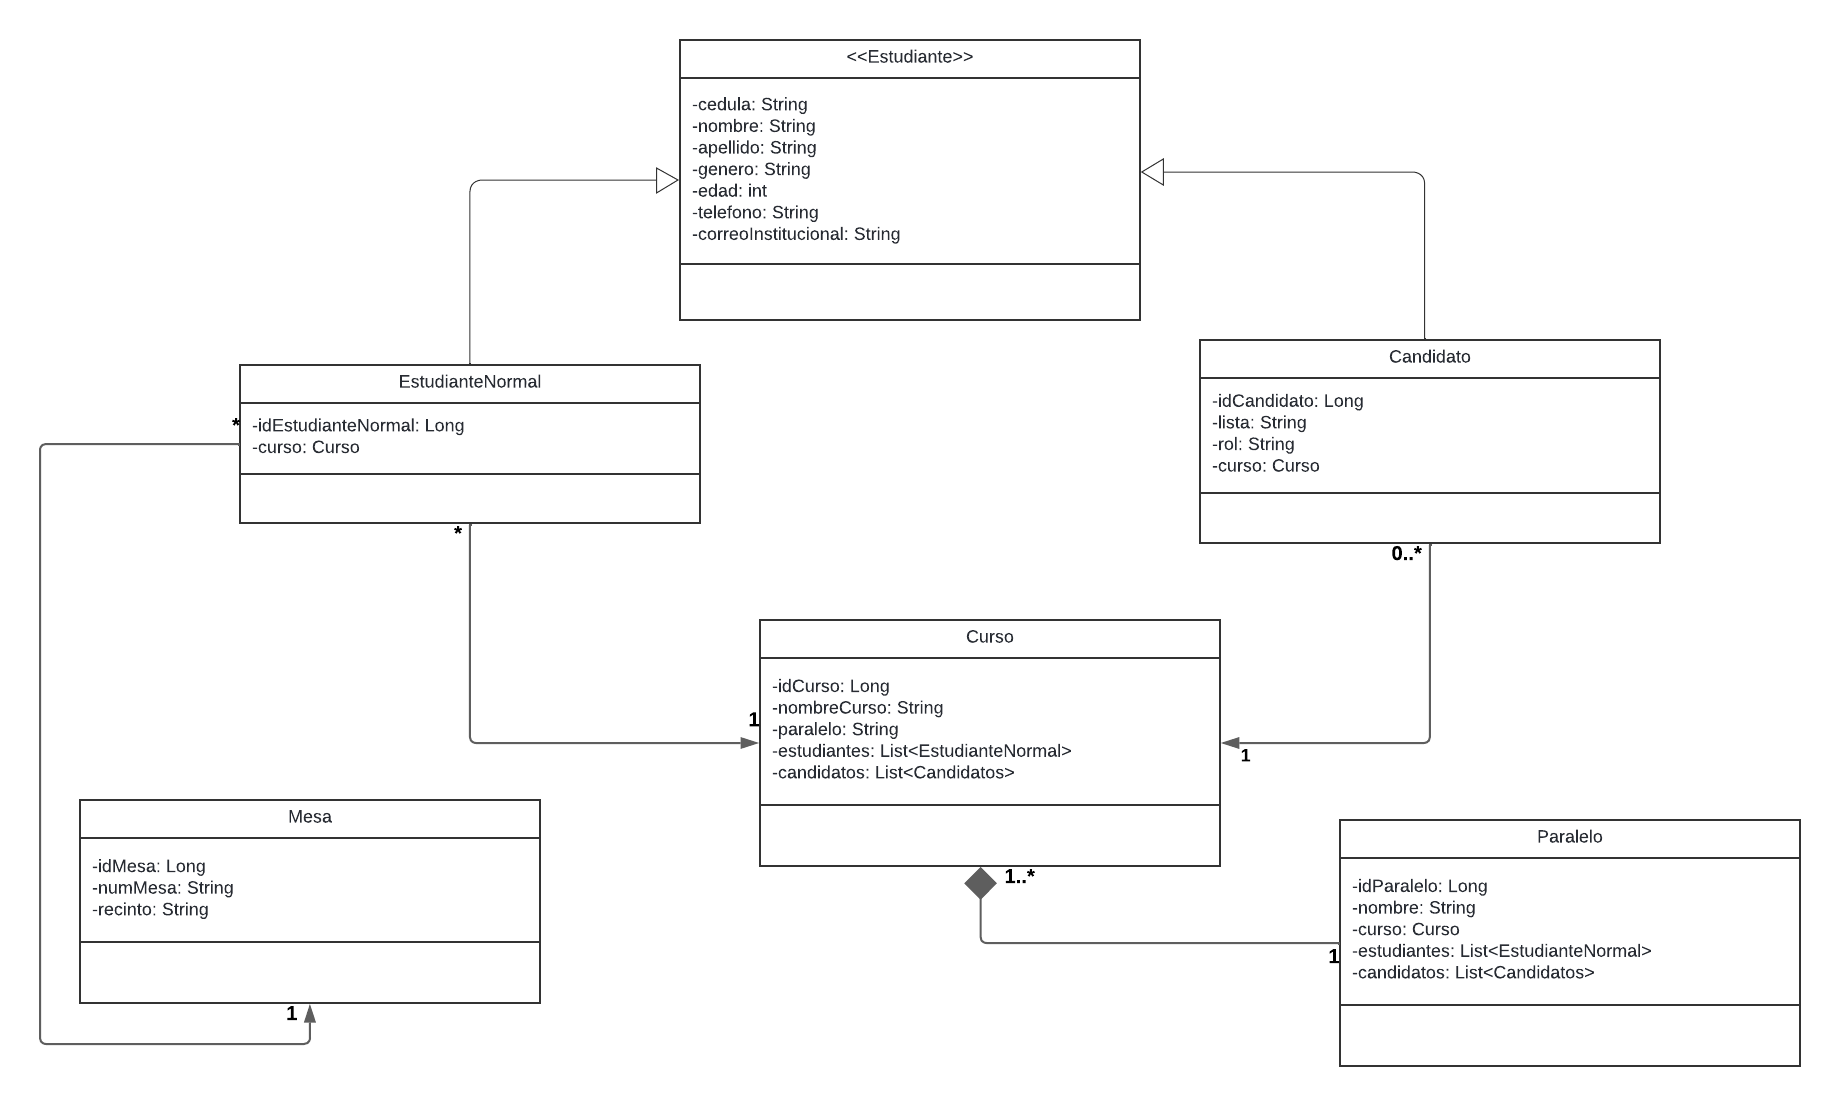 <<Estudiante>>
-cedula: String
-nombre: String
-apellido: String
-genero: String
-edad: int
-telefono: String
-correoInstitucional: String
EstudianteNormal
-idEstudianteNormal: Long
-curso: Curso
*
*
Candidato
-idCandidato: Long
-lista: String
-rol: String
-curso: Curso
0..*
Curso
-idCurso: Long
-nombreCurso: String
-paralelo: String
-estudiantes: List<EstudianteNormal>
-candidatos: List<Candidatos>
1
1
1..*
Mesa
-idMesa: Long
-numMesa: String
-recinto: String
1
Paralelo
-idParalelo: Long
-nombre: String
-curso: Curso
-estudiantes: List<EstudianteNormal>
-candidatos: List<Candidatos>
1